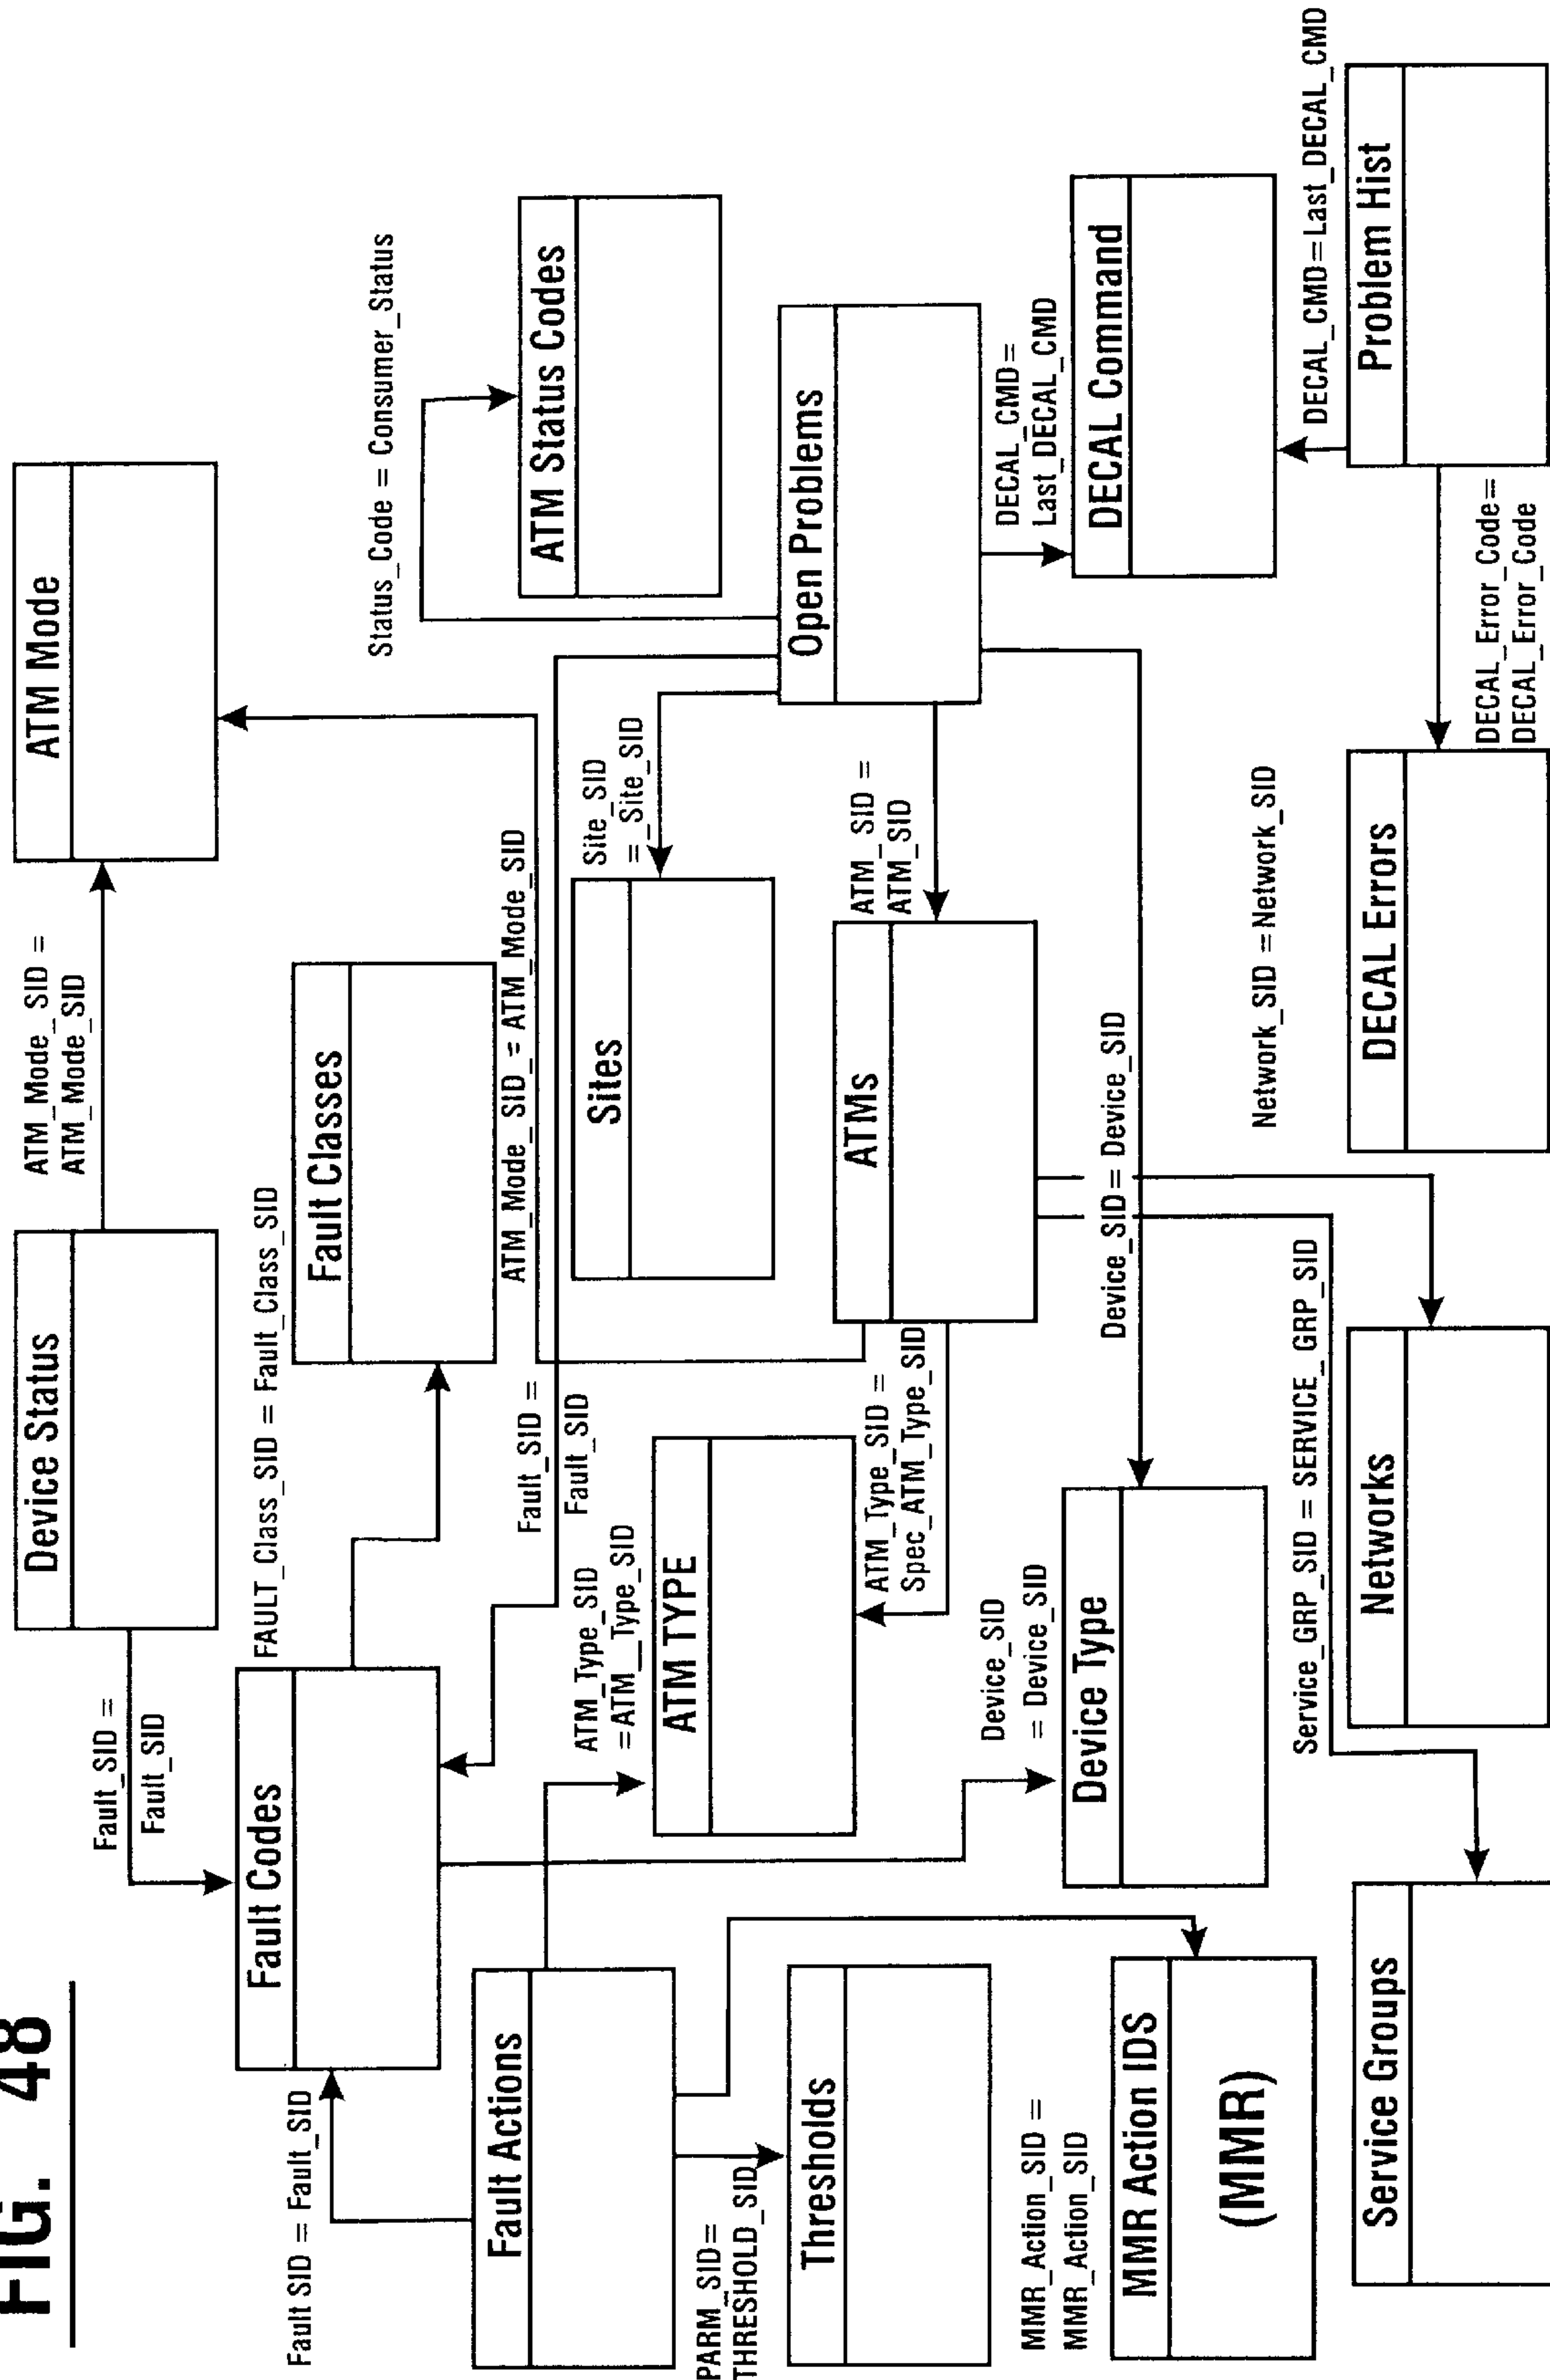 FIG. 48
Device Status
ATM_Mode_SID =
ATM_Mode_SID
ATM Mode
Fault_SID =
Fault_SID
Fault Codes
FAULT_Class_SID = Fault_Class_SID
Fault Classes
Status_Code = Consumer_Status
Fault SID = Fault_SID
Fault Actions
Fault_SID =
Fault_SID
ATM_Mode_SID_= ATM_Mode_SID
ATM Status Codes
ATM_Type_SID
=ATM_Type_SID
ATM TYPE
Sites
Site_SID
=_Site_SID
Open Problems
PARM_SID=
THRESHOLD_SID
Thresholds
ATM_Type_SID =
Spec_ATM_Type_SID
ATMs
ATM_SID =
ATM_SID
DECAL_CMD=
Last_DECAL_CMD
Device_SID
= Device_SID
Device Type
Device_SID= Device_SID
DECAL Command
MMR_Action_SID =
MMR_Action_SID
MMR Action IDS
(MMR)
Service_GRP_SID = SERVICE_GRP_SID
Network_SID =Network_SID
DECAL_CMD=Last_DECAL_CMD
Service Groups
Networks
DECAL Errors
Problem Hist
DECAL_Error_Code=
DECAL_Error_Code